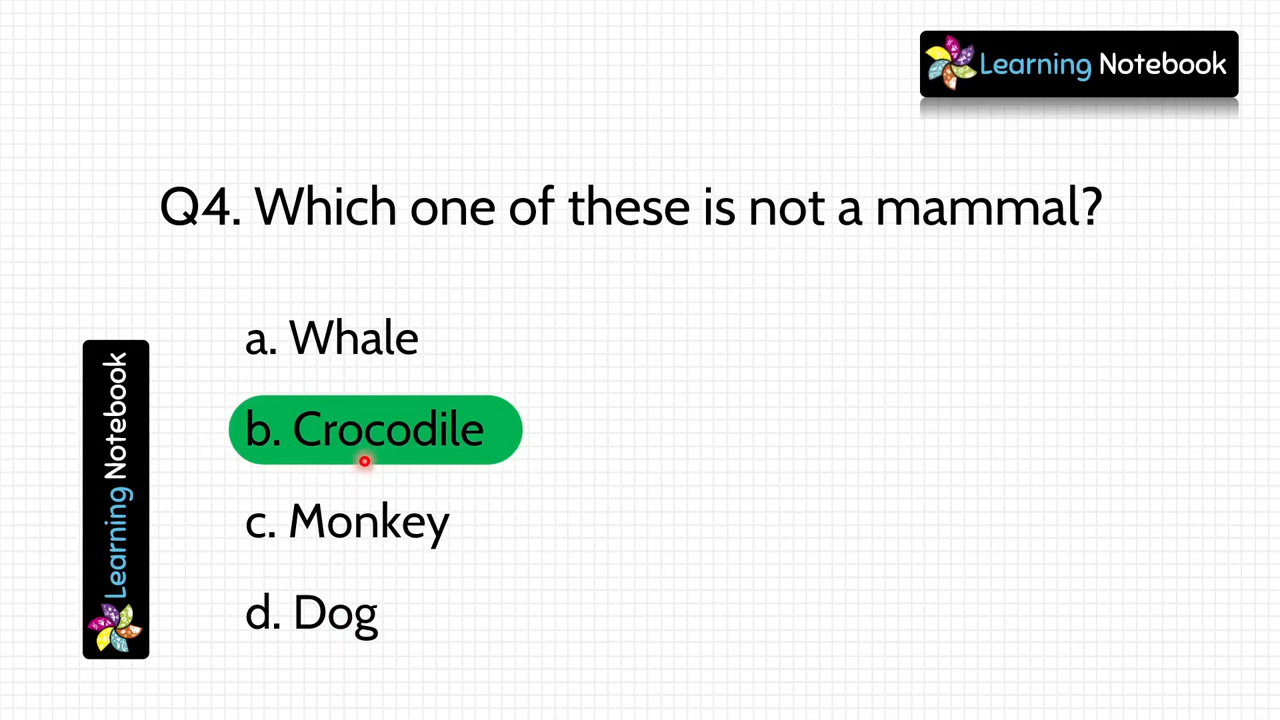 Learning Notebook
Q4. Which one of these is not a mammal?
a. Whale
b. Crocodile
c. Monkey
d. Dog
Learning Notebook